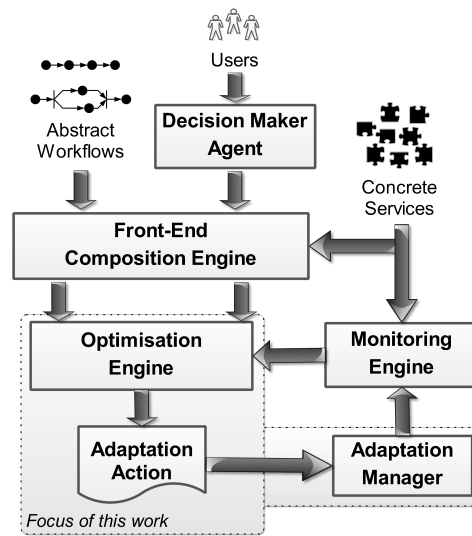 Users
Abstract
Workflows
Decision Maker
Agent
Concrete
Services
Front-End
Composition Engine
Optimisation
Engine
Monitoring
Engine
Adaptation
Action
Adaptation
Manager
Focus of this work